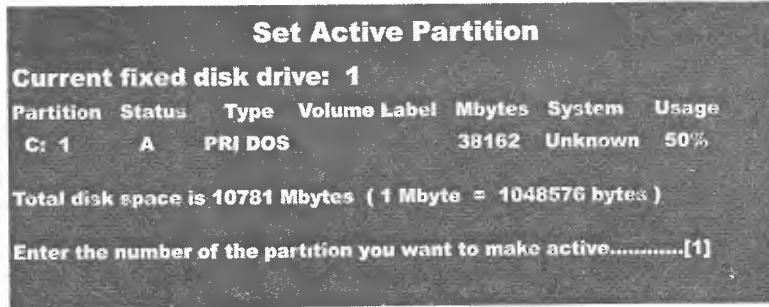 Set Active Partition
Current fixed disk drive: 1
Partition Status Type Volume Label Mbytes System Usage
C: 1 A PRI DOS 38162 Unknown 50%
Total disk space is 10781 Mbytes ( 1 Mbyte = 1048576 bytes )
Enter the number of the partition you want to make active............[1]